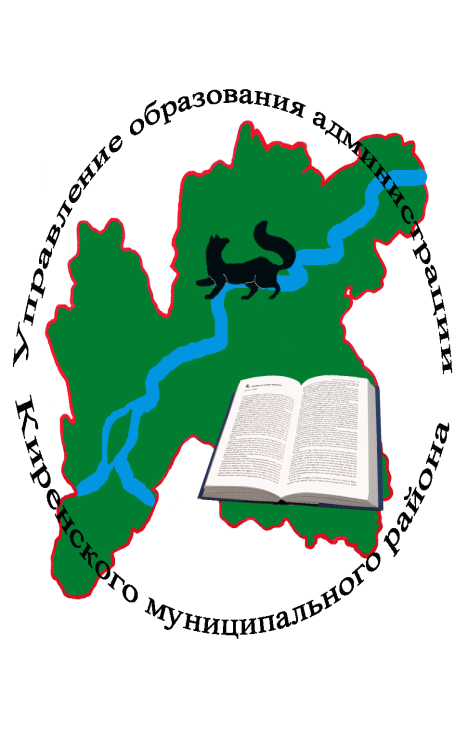 Управление образования администрации
Киренского муниципального района